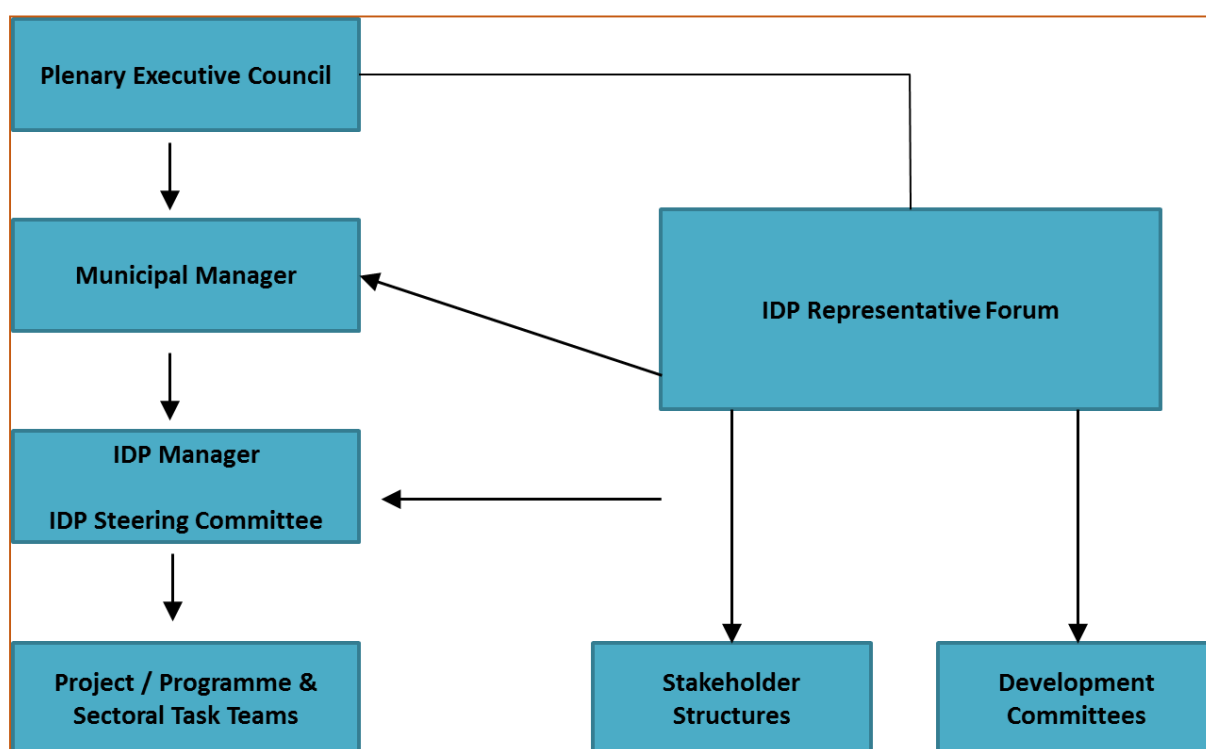 Plenary Executive Council
Municipal Manager
IDP Representative Forum
IDP Manager
IDP Steering Committee
Project / Programme &
Sectoral Task Teams
Stakeholder
Structures
Development
Committees